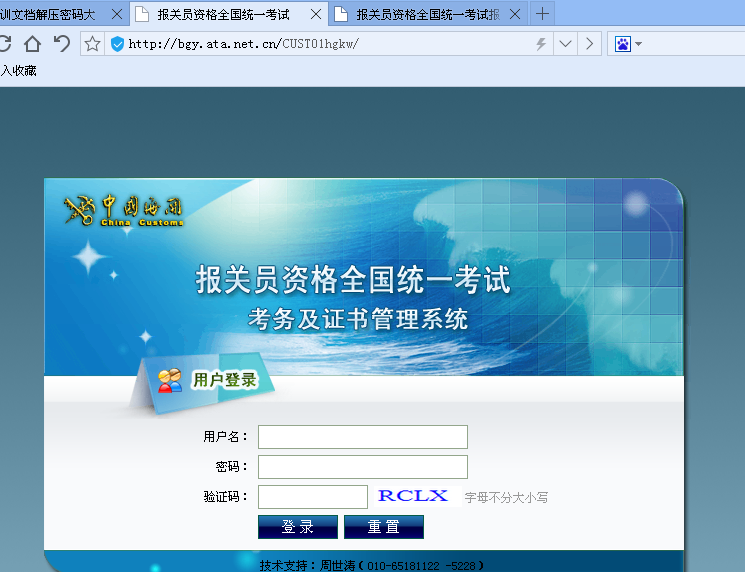 训文档解压密码大
报关员资格全国统一考试
报关员资格全国统一考试报
http://bgy.ata.net.cn/CUST01hgkw/
入收藏
中国海关
China Customs
报关员资格全国统一考试
考务及证书管理系统
用户登录
用户名：
密码：
验证码：
RCLX
字母不分大小写
登录
重置
技术支持：周世涛（010-65181122 -5228）